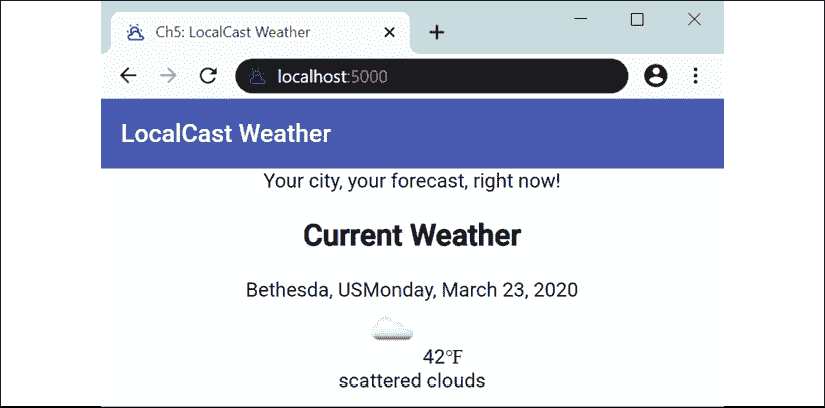 Ch5: LocalCast Weather
localhost:5000
LocalCast Weather
Your city, your forecast, right now!
Current Weather
Bethesda, USMonday, March 23, 2020
42°F
scattered clouds